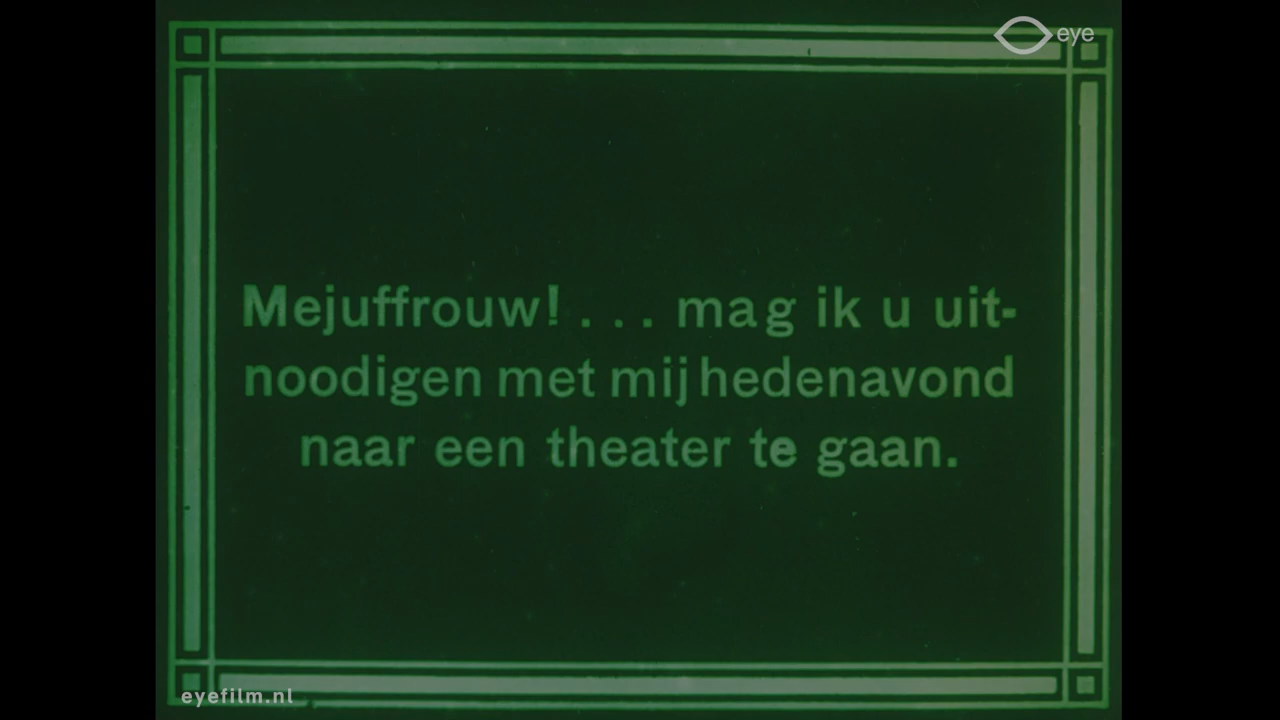 eye
Mejuffrouw! . . . mag ik u uit-
noodigen met mij hedenavond
naar een theater te gaan.
eyefilm.nl